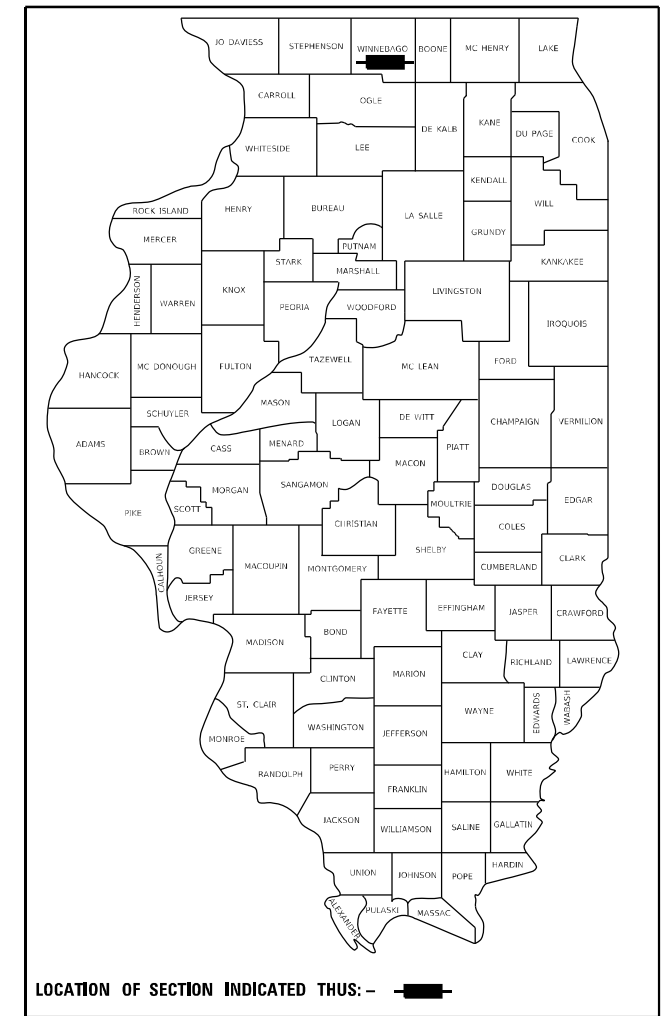 JO DAVIESS
STEPHENSON
WINNEBAGO
BOONE
MC HENRY
LAKE
CARROLL
OGLE
DE KALB
KANE
DU PAGE
COOK
WHITESIDE
LEE
KENDALL
WILL
ROCK ISLAND
HENRY
BUREAU
LA SALLE
GRUNDY
MERCER
PUTNAM
KANKAKEE
STARK
MARSHALL
HENDERSON
WARREN
KNOX
PEORIA
WOODFORD
LIVINGSTON
IROQUOIS
HANCOCK
MC DONOUGH
FULTON
TAZEWELL
MC LEAN
FORD
MASON
SCHUYLER
LOGAN
DE WITT
CHAMPAIGN
VERMILION
ADAMS
BROWN
CASS
MENARD
PIATT
MACON
SANGAMON
MORGAN
DOUGLAS
EDGAR
PIKE
SCOTT
MOULTRIE
CHRISTIAN
COLES
GREENE
SHELBY
CALHOUN
MACOUPIN
MONTGOMERY
CUMBERLAND
CLARK
JERSEY
FAYETTE
EFFINGHAM
JASPER
CRAWFORD
MADISON
BOND
CLAY
RICHLAND
LAWRENCE
CLINTON
MARION
ST. CLAIR
WAYNE
EDWARDS
WABASH
WASHINGTON
JEFFERSON
MONROE
RANDOLPH
PERRY
HAMILTON
WHITE
FRANKLIN
JACKSON
WILLIAMSON
SALINE
GALLATIN
UNION
JOHNSON
POPE
HARDIN
ALEXANDER
PULASKI
MASSAC
LOCATION OF SECTION INDICATED THUS: –